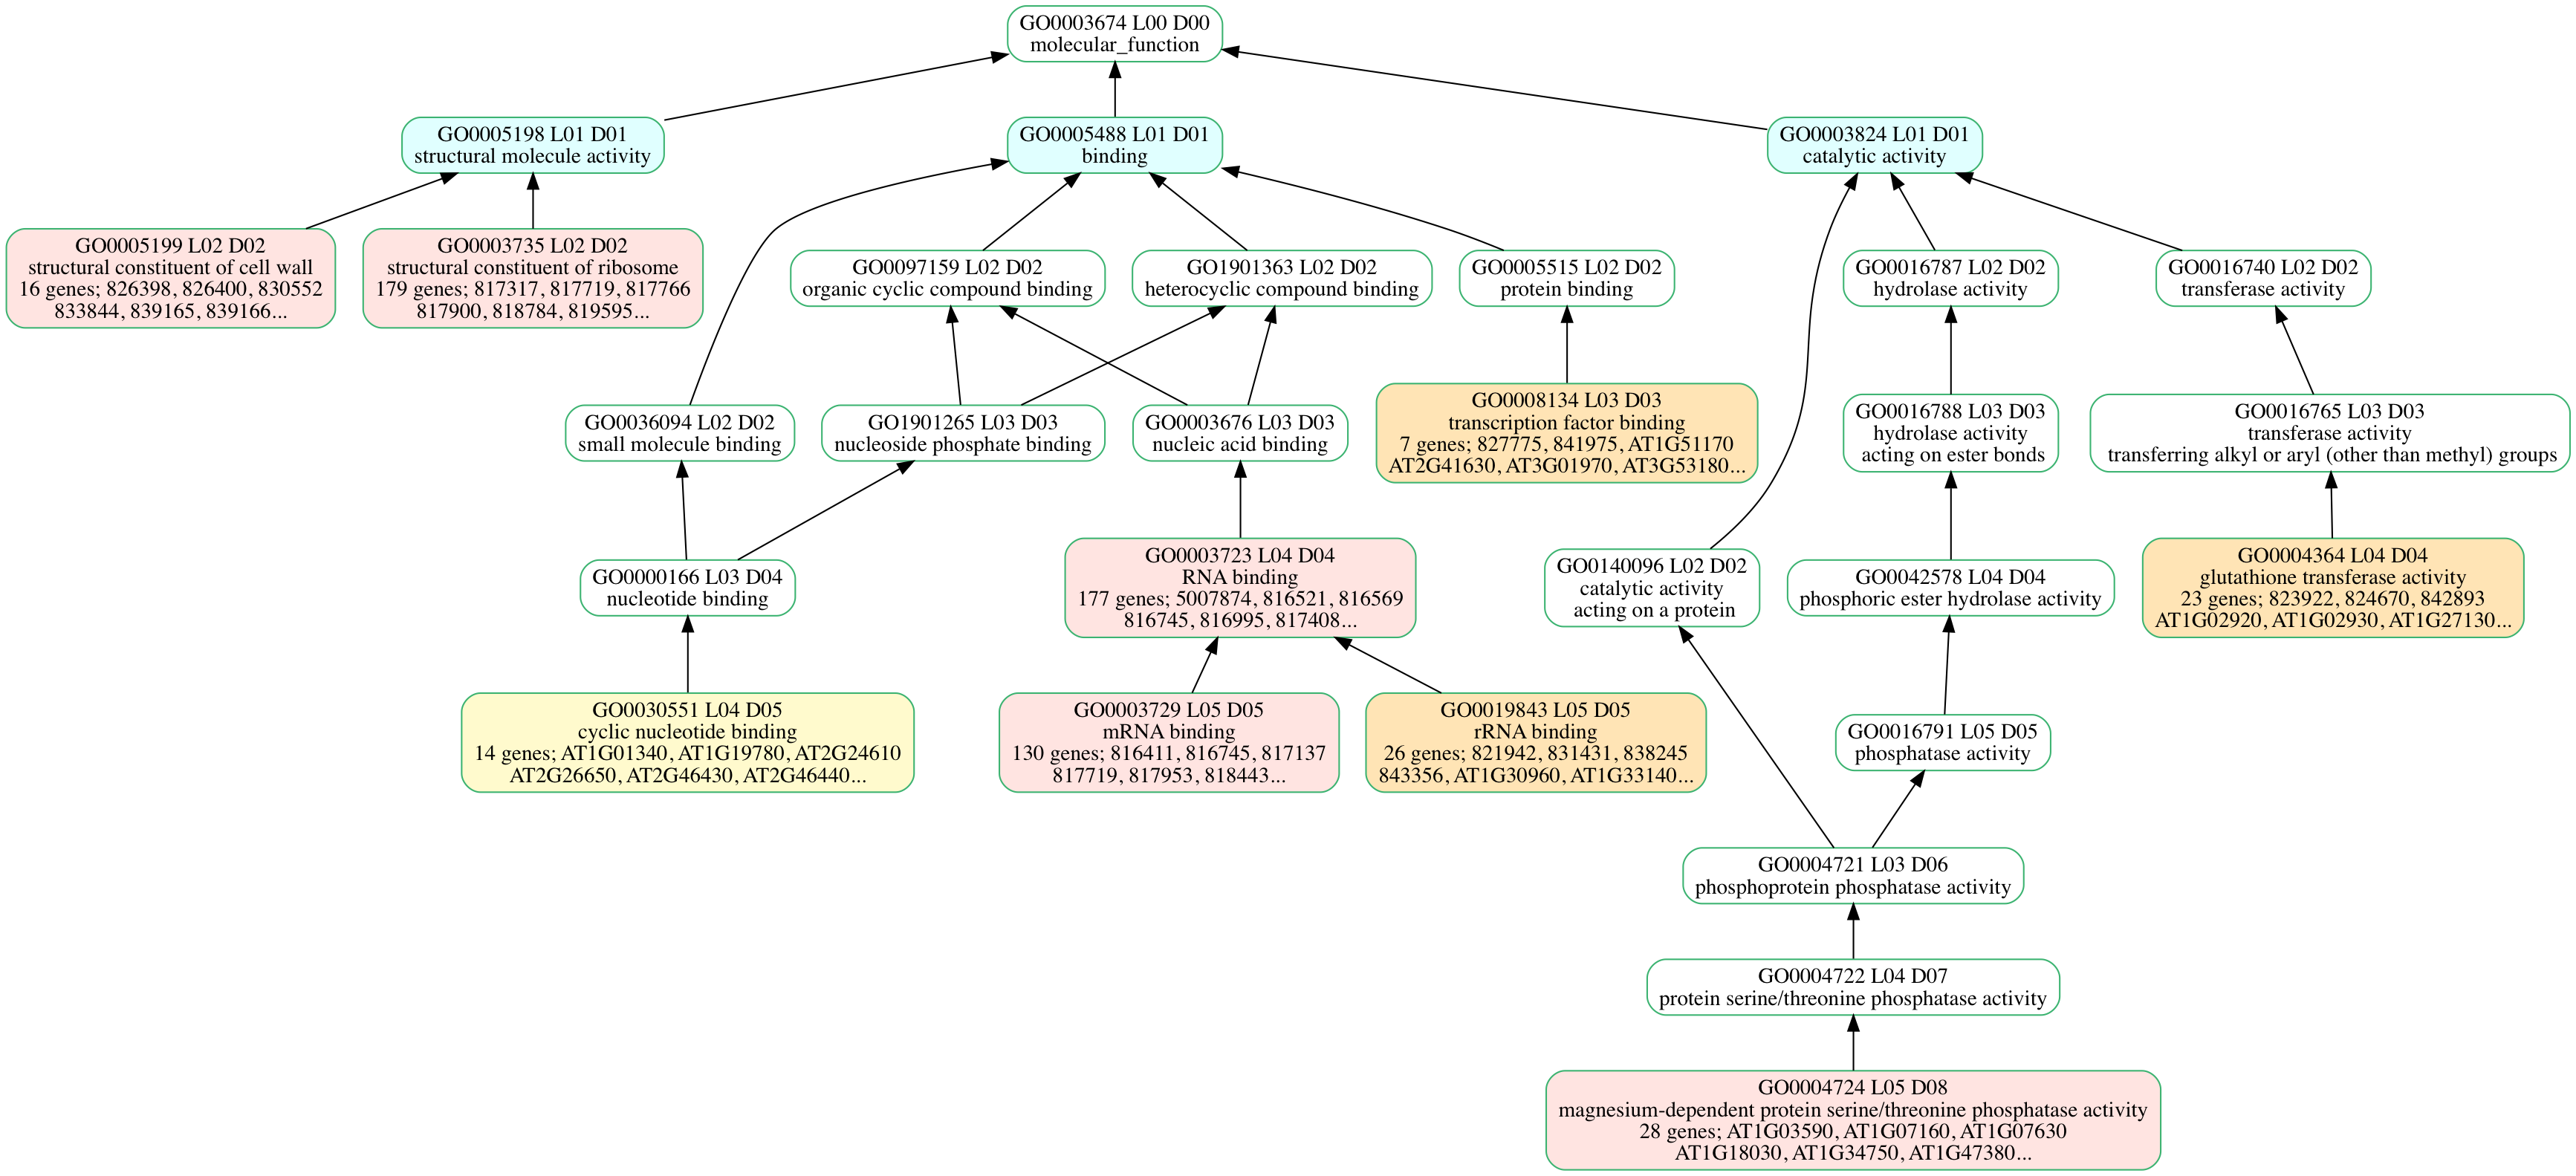 GO0003674 L00 D00
molecular_function
GO0005198 L01 D01
structural molecule activity
GO0005488 L01 D01
binding
GO0003824 L01 D01
catalytic activity
GO0005199 L02 D02
structural constituent of cell wall
16 genes; 826398, 826400, 830552
833844, 839165, 839166...
GO0003735 L02 D02
structural constituent of ribosome
179 genes; 817317, 817719, 817766
817900, 818784, 819595...
GO0097159 L02 D02
organic cyclic compound binding
GO1901363 L02 D02
heterocyclic compound binding
GO0005515 L02 D02
protein binding
GO0016787 L02 D02
hydrolase activity
GO0016740 L02 D02
transferase activity
GO0036094 L02 D02
small molecule binding
GO1901265 L03 D03
nucleoside phosphate binding
GO0003676 L03 D03
nucleic acid binding
GO0008134 L03 D03
transcription factor binding
7 genes; 827775, 841975, AT1G51170
AT2G41630, AT3G01970, AT3G53180...
GO0016788 L03 D03
hydrolase activity
acting on ester bonds
GO0016765 L03 D03
transferase activity
transferring alkyl or aryl (other than methyl) groups
GO0000166 L03 D04
nucleotide binding
GO0003723 L04 D04
RNA binding
177 genes; 5007874, 816521, 816569
816745, 816995, 817408...
GO0140096 L02 D02
catalytic activity
acting on a protein
GO0042578 L04 D04
phosphoric ester hydrolase activity
GO0004364 L04 D04
glutathione transferase activity
23 genes; 823922, 824670, 842893
AT1G02920, AT1G02930, AT1G27130...
GO0030551 L04 D05
cyclic nucleotide binding
14 genes; AT1G01340, AT1G19780, AT2G24610
AT2G26650, AT2G46430, AT2G46440...
GO0003729 L05 D05
mRNA binding
130 genes; 816411, 816745, 817137
817719, 817953, 818443...
GO0019843 L05 D05
rRNA binding
26 genes; 821942, 831431, 838245
843356, AT1G30960, AT1G33140...
GO0016791 L05 D05
phosphatase activity
GO0004721 L03 D06
phosphoprotein phosphatase activity
GO0004722 L04 D07
protein serine/threonine phosphatase activity
GO0004724 L05 D08
magnesium-dependent protein serine/threonine phosphatase activity
28 genes; AT1G03590, AT1G07160, AT1G07630
AT1G18030, AT1G34750, AT1G47380...